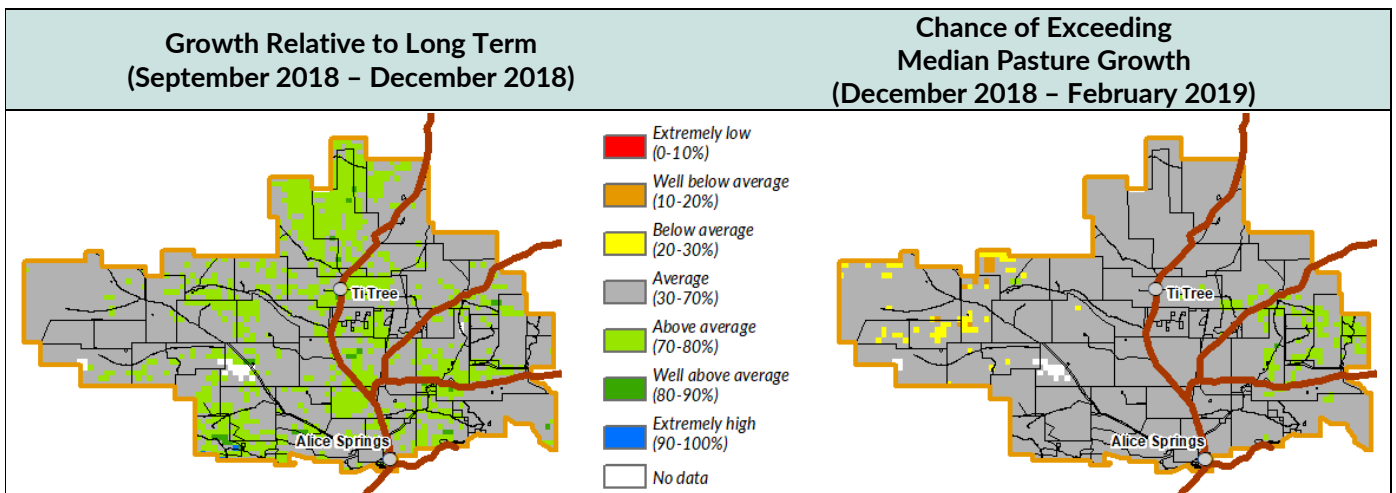 Growth Relative to Long Term
(September 2018 – December 2018)
Chance of Exceeding
Median Pasture Growth
(December 2018 – February 2019)
Extremely low
(0-10%)
Well below average
(10-20%)
Below average
(20-30%)
Average
(30-70%)
Above average
(70-80%)
Well above average
(80-90%)
Extremely high
(90-100%)
No data
Ti Tree
Alice Springs
Ti Tree
Alice Springs